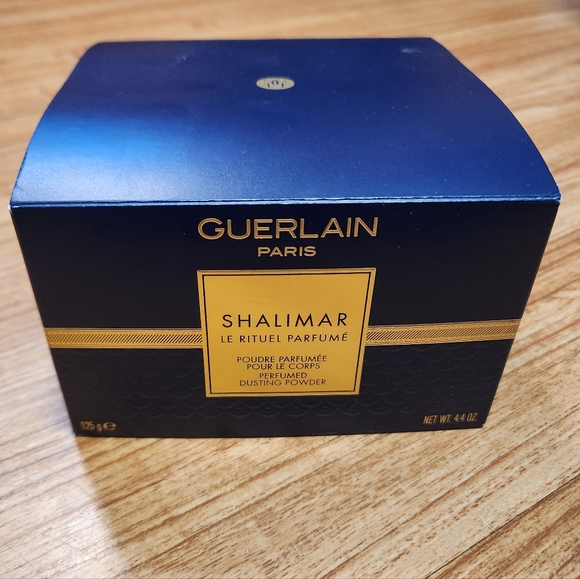 GUERLAIN
PARIS
SHALIMAR
LE RITUEL PARFUMÉ
POUDRE PARFUMÉE
POUR LE CORPS
PERFUMED
DUSTING POWDER
125 g ℮
NET WT. 4.4 OZ.